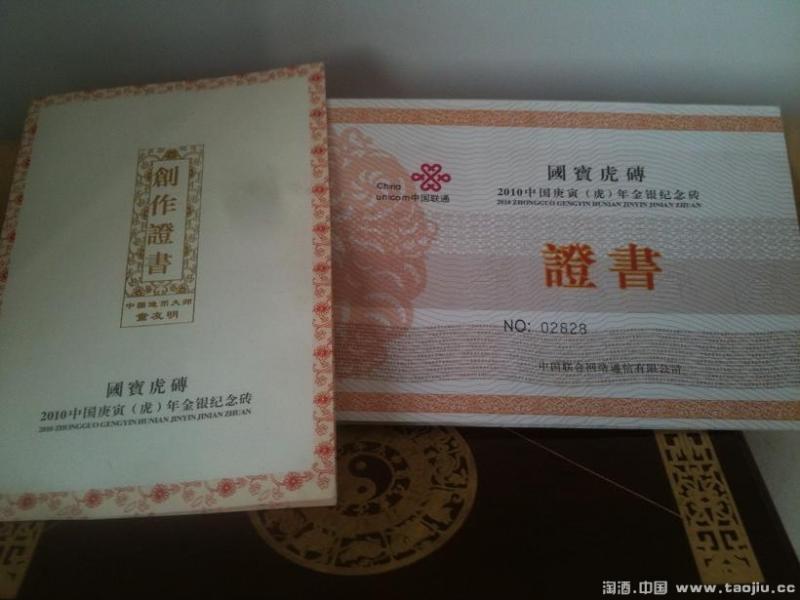 創作證書
中國造币大师
童友明
國寶虎磚
2010中国庚寅（虎）年金银纪念砖
2010 ZHONGGUO GENGYIN HUNIAN JINYIN JINIAN ZHUAN
China
unicom中国联通
國寶虎磚
2010中国庚寅（虎）年金银纪念砖
2010 ZHONGGUO GENGYIN HUNIAN JINYIN JINIAN ZHUAN
證書
NO: 02828
中国联合网络通信有限公司
淘酒.中国 www.taojiu.cc